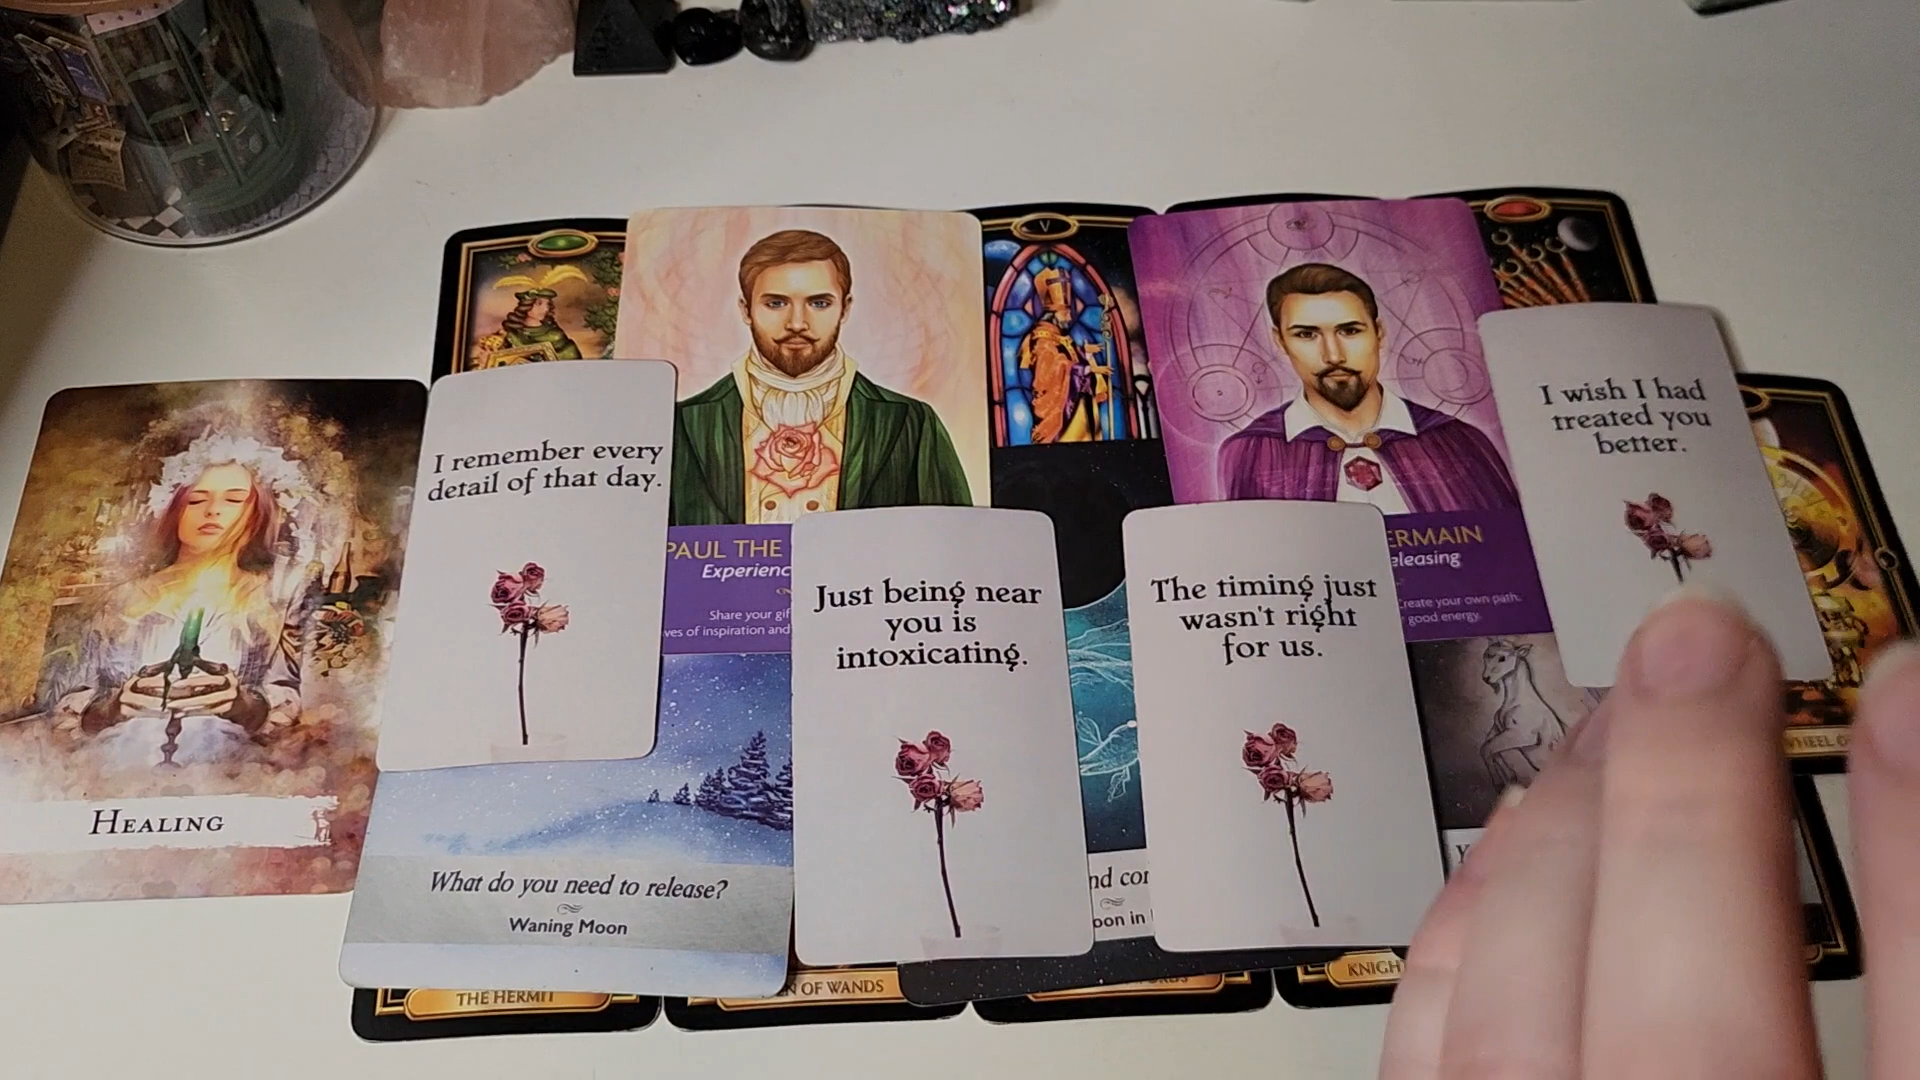 V
I remember every
detail of that day.
I wish I had
treated you
better.
PAUL THE
Share your gif
Just being near
you is
intoxicating.
The timing just
wasn't right
for us.
ERMAIN
eleasing
Create your own path.
good energy.
ves of inspiration and
HEALING
What do you need to release?
Waning Moon
nd con
oon in
Y
WHEEL O
THE HERMIT
N OF WANDS
KNIGH